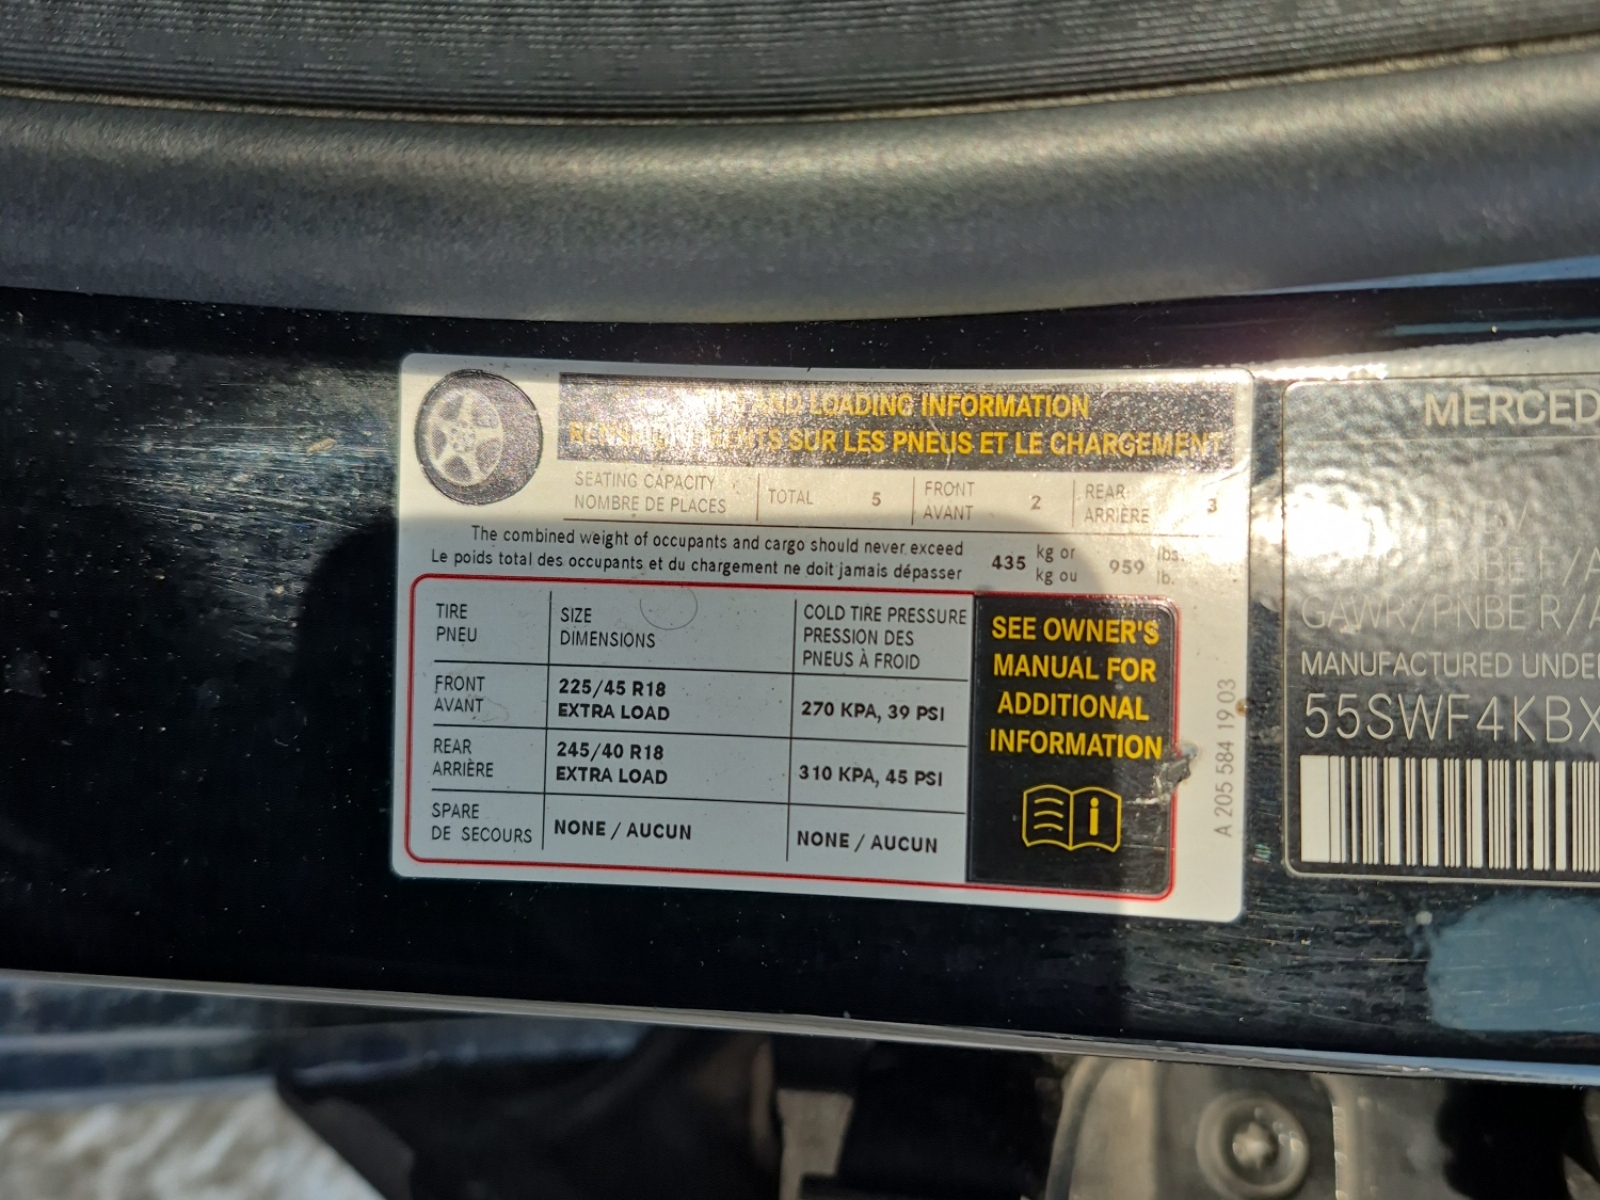 AND LOADING INFORMATION
SUR LES PNEUS ET LE CHARGEMENT
SEATING CAPACITY
NOMBRE DE PLACES
TOTAL 5
FRONT
AVANT
2
REAR
ARRIÈRE
3
The combined weight of occupants and cargo should never exceed
Le poids total des occupants et du chargement ne doit jamais dépasser
435
kg or
kg ou
959
lbs.
lb.
TIRE
PNEU
SIZE
DIMENSIONS
COLD TIRE PRESSURE
PRESSION DES
PNEUS À FROID
FRONT
AVANT
225/45 R18
EXTRA LOAD
270 KPA, 39 PSI
REAR
ARRIÈRE
245/40 R18
EXTRA LOAD
310 KPA, 45 PSI
SPARE
DE SECOURS
NONE / AUCUN
NONE / AUCUN
SEE OWNER'S
MANUAL FOR
ADDITIONAL
INFORMATION
A 205 584 19 03
MERCED
GAWR/PNBE R/A
MANUFACTURED UNDE
55SWF4KBX